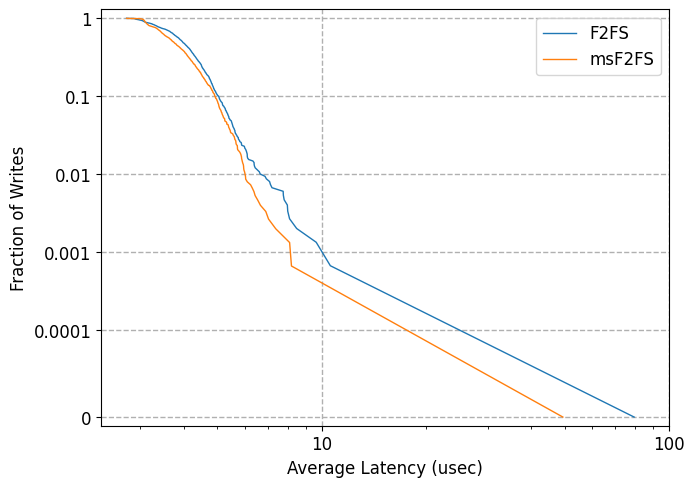 F2FS
msF2FS
1
0.1
0.01
0.001
0.0001
0
Fraction of Writes
10
100
Average Latency (usec)